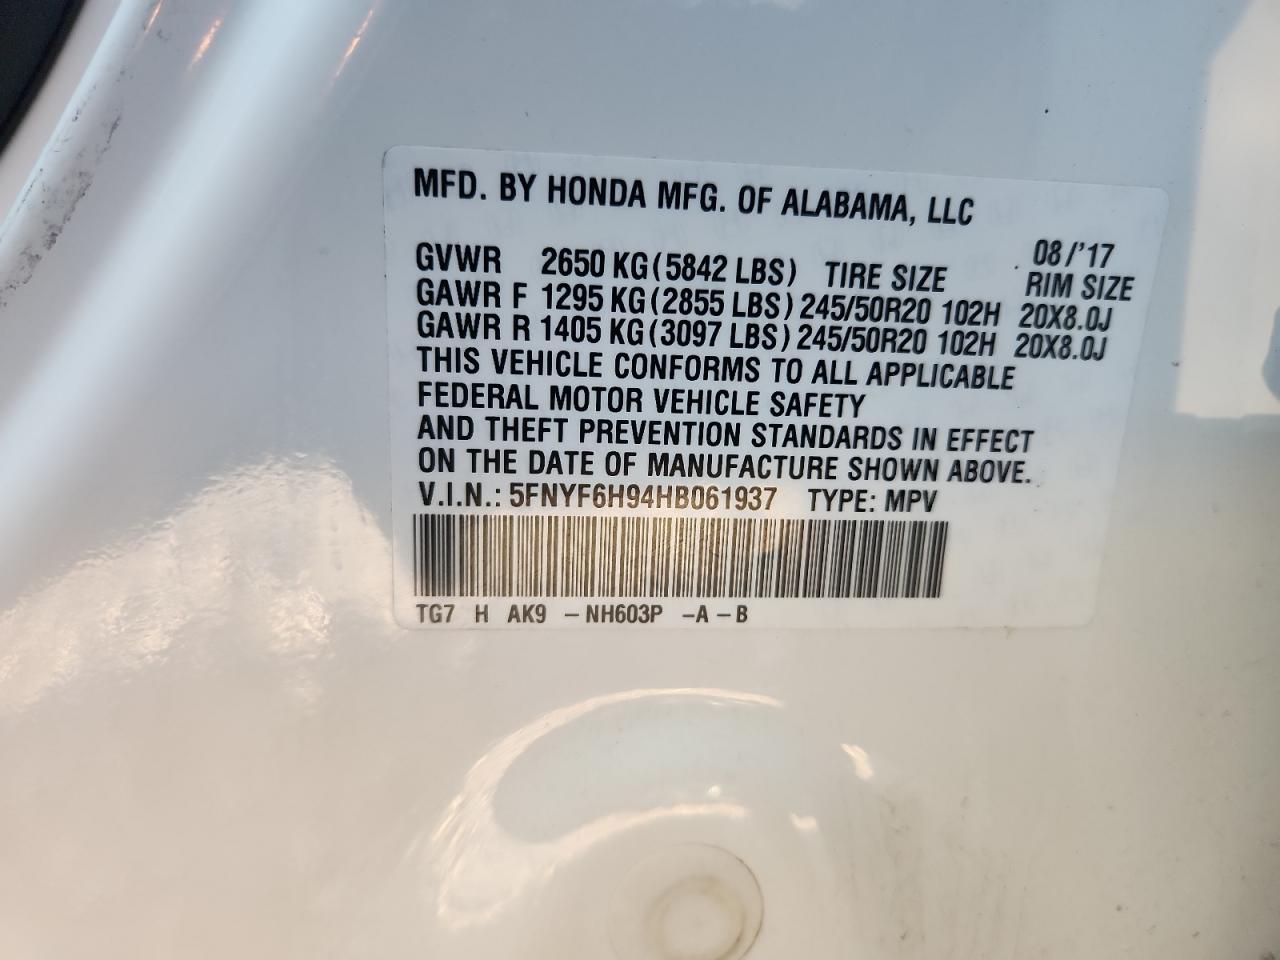 MFD. BY HONDA MFG. OF ALABAMA, LLC
08/'17
GVWR 2650 KG(5842 LBS) TIRE SIZE RIM SIZE
GAWR F 1295 KG(2855 LBS) 245/50R20 102H 20X8.0J
GAWR R 1405 KG(3097 LBS) 245/50R20 102H 20X8.0J
THIS VEHICLE CONFORMS TO ALL APPLICABLE
FEDERAL MOTOR VEHICLE SAFETY
AND THEFT PREVENTION STANDARDS IN EFFECT
ON THE DATE OF MANUFACTURE SHOWN ABOVE.
V.I.N.: 5FNYF6H94HB061937 TYPE: MPV
TG7 H AK9 -NH603P -A-B